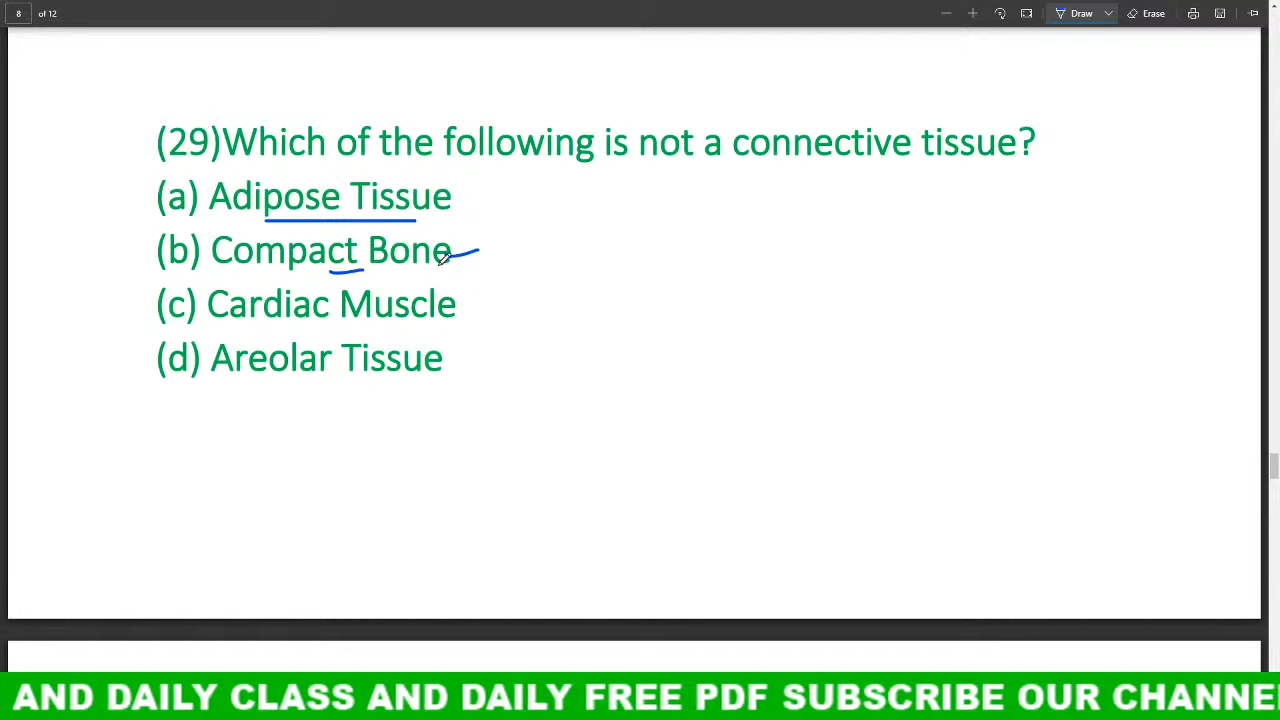 8 of 12
Draw
Erase
(29)Which of the following is not a connective tissue?
(a) Adipose Tissue
(b) Compact Bone
(c) Cardiac Muscle
(d) Areolar Tissue
AND DAILY CLASS AND DAILY FREE PDF SUBSCRIBE OUR CHANNE